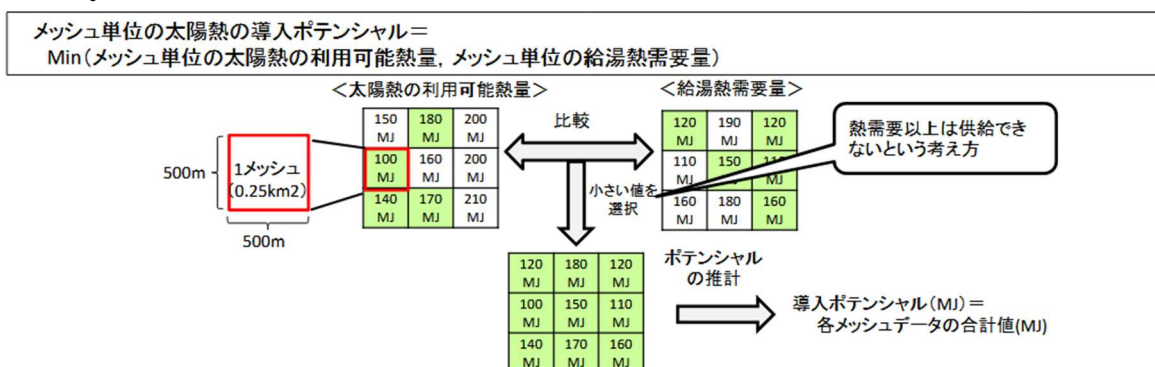 メッシュ単位の太陽熱の導入ポテンシャル＝
Min（メッシュ単位の太陽熱の利用可能熱量，メッシュ単位の給湯熱需要量）
＜太陽熱の利用可能熱量＞
＜給湯熱需要量＞
500m
1メッシュ
（0.25km2）
500m
150 180 200
MJ MJ MJ
100 160 200
MJ MJ MJ
140 170 210
MJ MJ MJ
比較
小さい値を
選択
120 190 120
MJ MJ MJ
110 150
MJ MJ MJ
160 180 160
MJ MJ MJ
熱需要以上は供給でき
ないという考え方
120 180 120
MJ MJ MJ
100 150 110
MJ MJ MJ
140 170 160
MJ MJ MJ
ポテンシャル
の推計
導入ポテンシャル（MJ）＝
各メッシュデータの合計値(MJ)